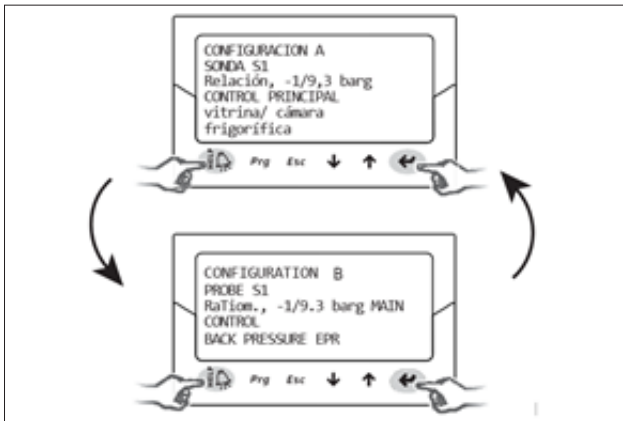 CONFIGURACION A
SONDA S1
Relación, -1/9,3 barg
CONTROL PRINCIPAL
vitrina/ cámara
frigorífica
Prg Esc
CONFIGURATION B
PROBE S1
RaTiom., -1/9.3 barg MAIN
CONTROL
BACK PRESSURE EPR
Prg Esc